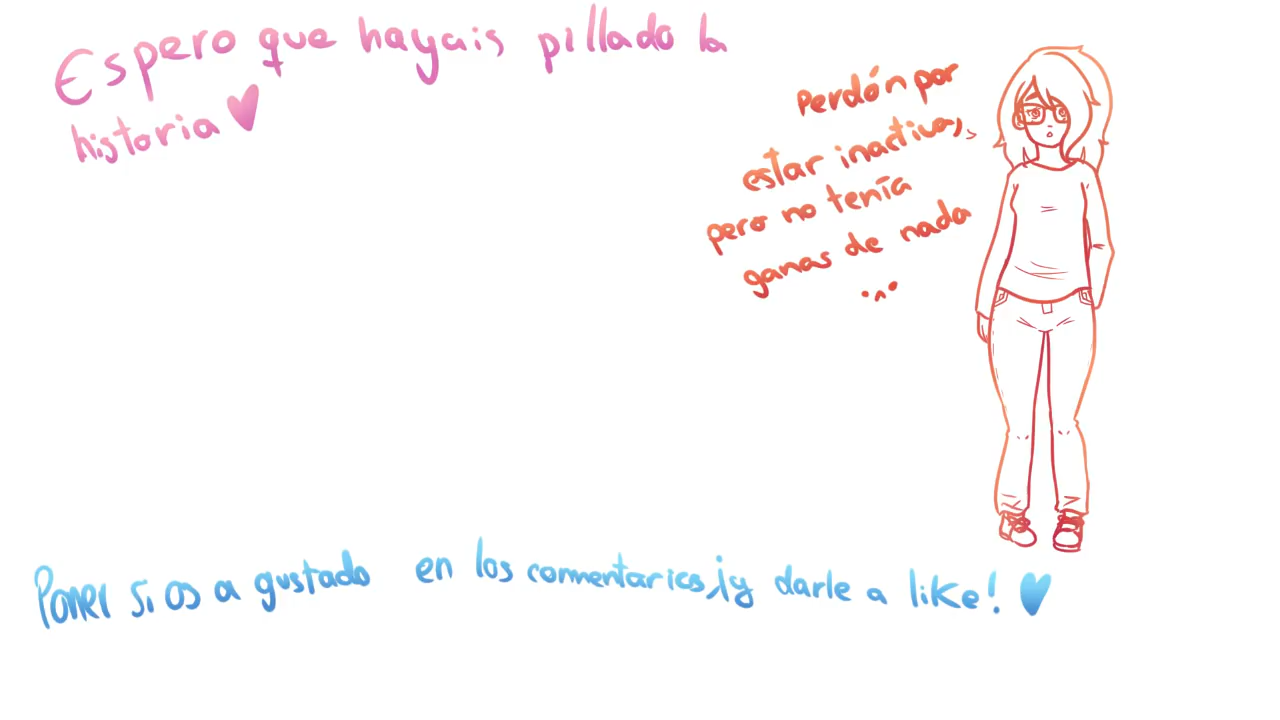 Espero que hayais pillado la
historia
Perdón por
estar inactiva,
pero no tenía
ganas de nada
...
Poner si os a gustado en los comentarios, ¡y darle a like!